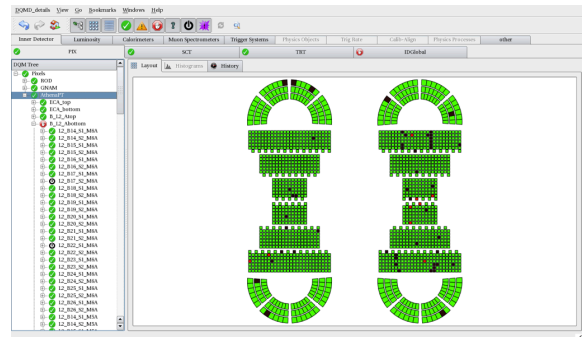 DQMD_details View Go Bookmarks Windows Help
Inner Detector Luminosity Calorimeters Muon Spectrometers Trigger Systems Physics Objects Trig Rate Calib-Align Physics Processes other
PIX SCT TRT IDGlobal
DQM Tree
Layout Histograms History
Pixels
ROD
GNAM
AthenaPT
ECA_top
ECA_bottom
B_L2_Atop
B_L2_Abottom
L2_B14_S1_M6A
L2_B14_S2_M6A
L2_B15_S1_M6A
L2_B15_S2_M6A
L2_B16_S1_M6A
L2_B16_S2_M6A
L2_B17_S1_M6A
L2_B17_S2_M6A
L2_B18_S1_M6A
L2_B18_S2_M6A
L2_B19_S1_M6A
L2_B19_S2_M6A
L2_B20_S1_M6A
L2_B20_S2_M6A
L2_B21_S1_M6A
L2_B21_S2_M6A
L2_B22_S1_M6A
L2_B22_S2_M6A
L2_B23_S1_M6A
L2_B23_S2_M6A
L2_B24_S1_M6A
L2_B24_S2_M6A
L2_B25_S1_M6A
L2_B25_S2_M6A
L2_B26_S1_M6A
L2_B26_S2_M6A
L2_B14_S1_M5A
L2_B14_S2_M5A